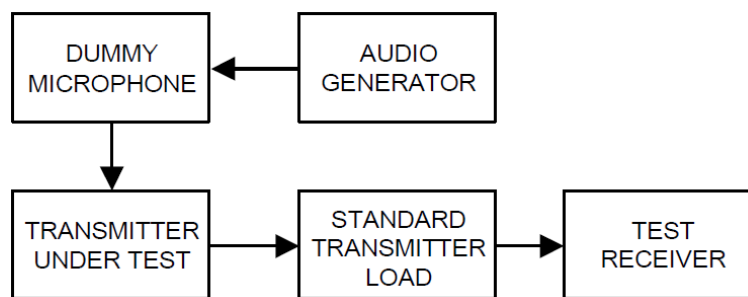 DUMMY
MICROPHONE
AUDIO
GENERATOR
TRANSMITTER
UNDER TEST
STANDARD
TRANSMITTER
LOAD
TEST
RECEIVER